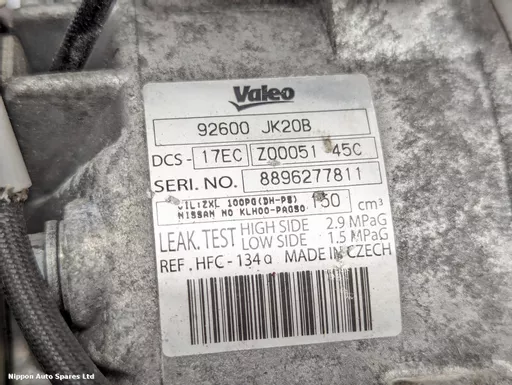 Valeo
92600 JK20B
DCS - 17EC Z00051 45C
SERI. NO. 8896277811
100PG(DH-PS) 150 cm³
NISSAN NO KLH00-PAGS0
LEAK. TEST HIGH SIDE 2.9 MPaG
LOW SIDE 1.5 MPaG
REF. HFC - 134a MADE IN CZECH
Nippon Auto Spares Ltd